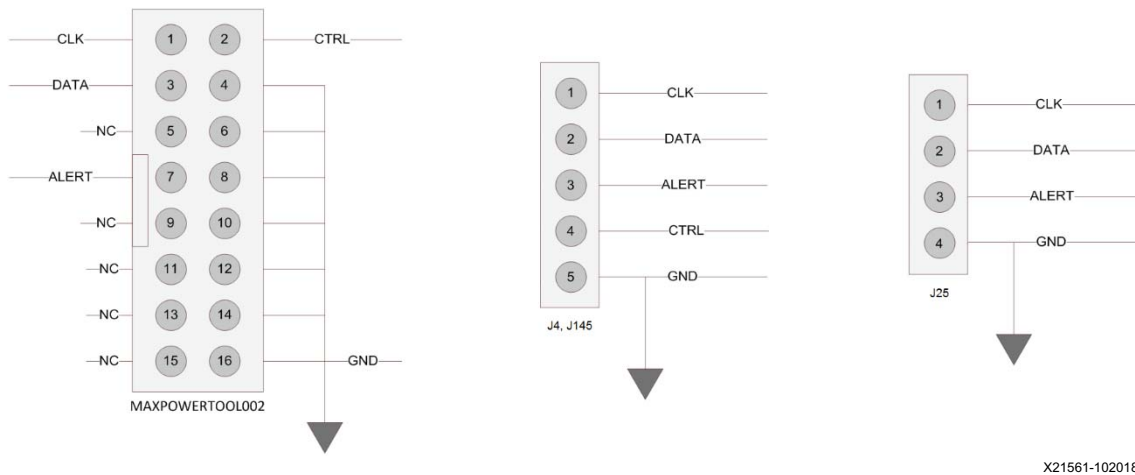 CLK 1 2 CTRL
DATA 3 4
NC 5 6
ALERT 7 8
NC 9 10
NC 11 12
NC 13 14
NC 15 16 GND
MAXPOWERTOOL002
1 CLK
2 DATA
3 ALERT
4 CTRL
5 GND
J4, J145
1 CLK
2 DATA
3 ALERT
4 GND
J25
X21561-102018